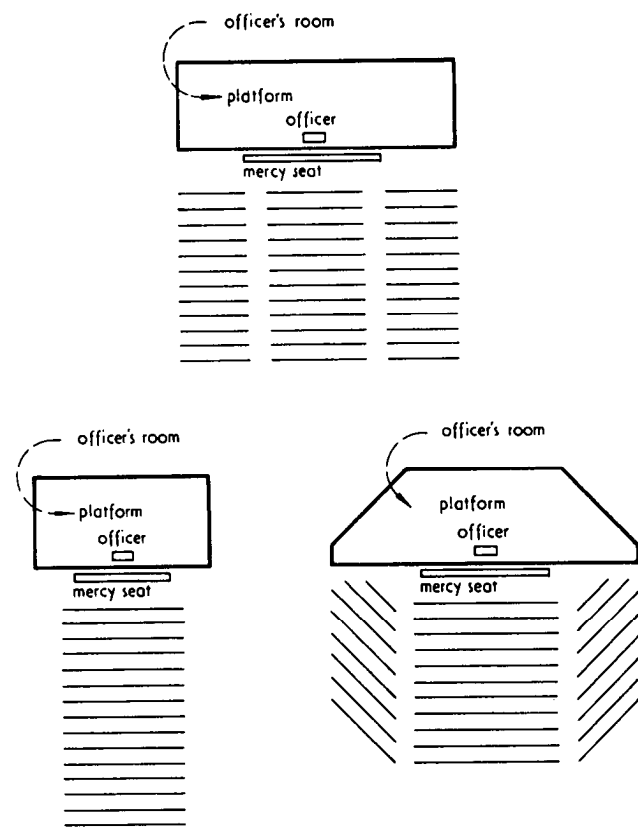 officer's room
platform
officer
mercy seat
officer's room
platform
officer
mercy seat
officer's room
platform
officer
mercy seat